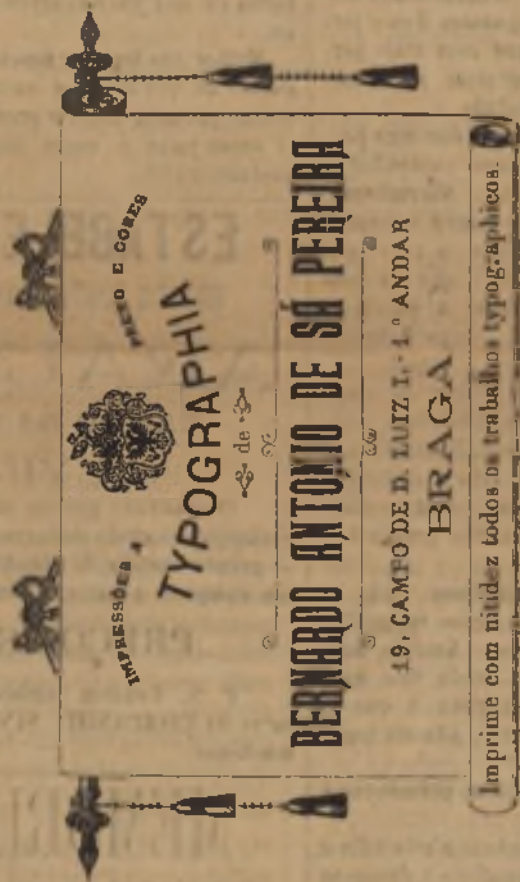 IMPRESSÕES A PRETO E CORES
TYPOGRAPHIA
de
BERNARDO ANTONIO DE SÁ PEREIRA
19, CAMPO DE D. LUIZ I, - 1.º ANDAR
BRAGA
Imprime com nitidez todos os trabalhos typographicos.